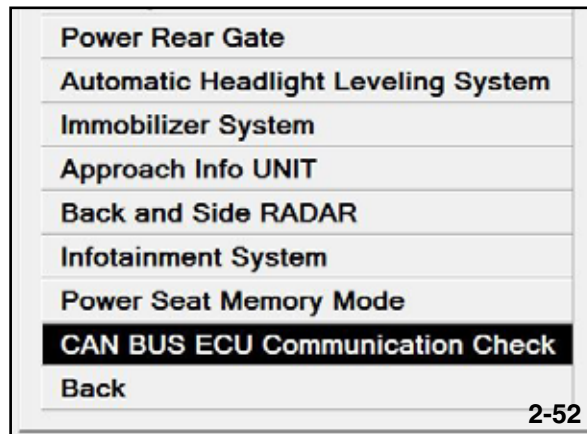 Power Rear Gate
Automatic Headlight Leveling System
Immobilizer System
Approach Info UNIT
Back and Side RADAR
Infotainment System
Power Seat Memory Mode
CAN BUS ECU Communication Check
Back
2-52